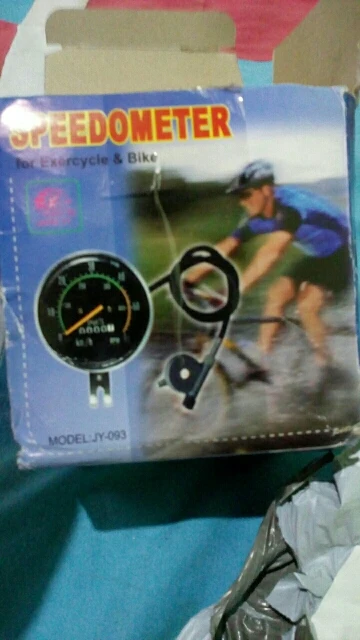 SPEEDOMETER
for Exercycle & Bike
MODEL:JY-093